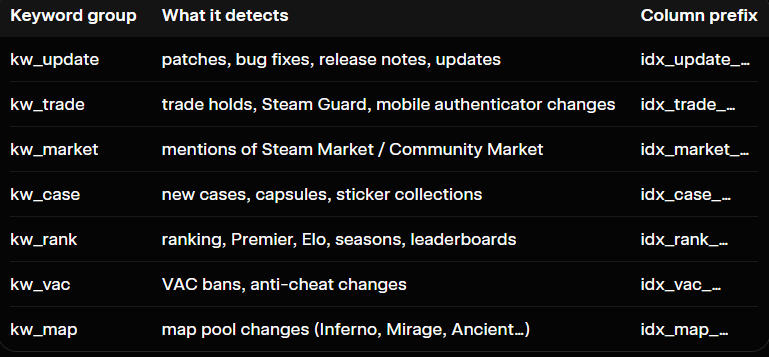 Keyword group What it detects Column prefix
kw_update patches, bug fixes, release notes, updates idx_update_…
kw_trade trade holds, Steam Guard, mobile authenticator changes idx_trade_…
kw_market mentions of Steam Market / Community Market idx_market_…
kw_case new cases, capsules, sticker collections idx_case_…
kw_rank ranking, Premier, Elo, seasons, leaderboards idx_rank_…
kw_vac VAC bans, anti-cheat changes idx_vac_…
kw_map map pool changes (Inferno, Mirage, Ancient…) idx_map_…